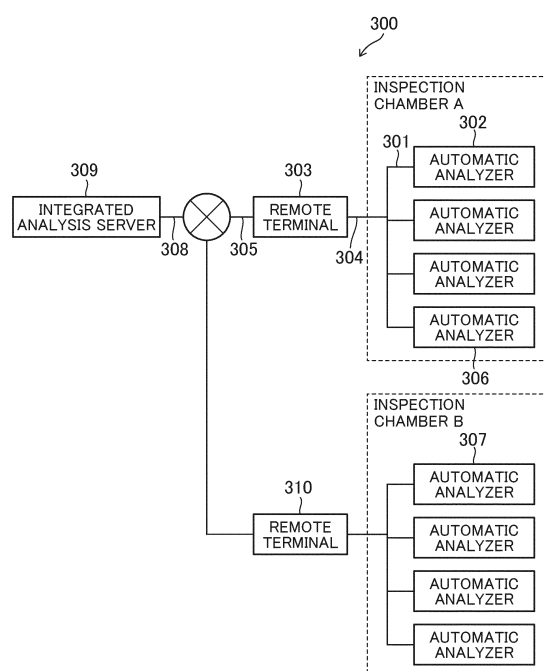 300
INSPECTION
CHAMBER A
301
302
AUTOMATIC
ANALYZER
309
303
INTEGRATED
ANALYSIS SERVER
REMOTE
TERMINAL
308
305
304
AUTOMATIC
ANALYZER
AUTOMATIC
ANALYZER
AUTOMATIC
ANALYZER
306
INSPECTION
CHAMBER B
307
AUTOMATIC
ANALYZER
310
REMOTE
TERMINAL
AUTOMATIC
ANALYZER
AUTOMATIC
ANALYZER
AUTOMATIC
ANALYZER